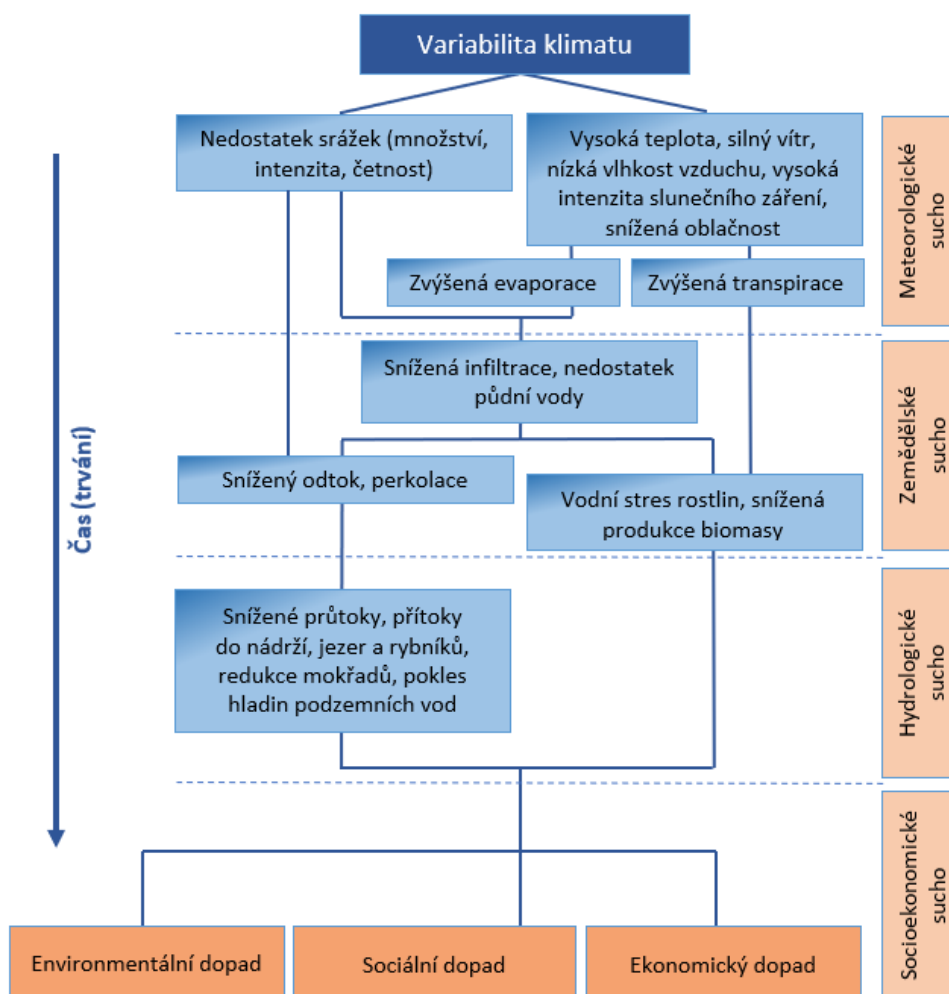 Variabilita klimatu
Nedostatek srážek (množství,
intenzita, četnost)
Vysoká teplota, silný vítr,
nízká vlhkost vzduchu, vysoká
intenzita slunečního záření,
snížená oblačnost
Zvýšená evaporace
Zvýšená transpirace
Meteorologické
sucho
Snížená infiltrace, nedostatek
půdní vody
Snížený odtok, perkolace
Vodní stres rostlin, snížená
produkce biomasy
Zemědělské
sucho
Čas (trvání)
Snížené průtoky, přítoky
do nádrží, jezer a rybníků,
redukce mokřadů, pokles
hladin podzemních vod
Hydrologické
sucho
Environmentální dopad
Sociální dopad
Ekonomický dopad
Socioekonomické
sucho